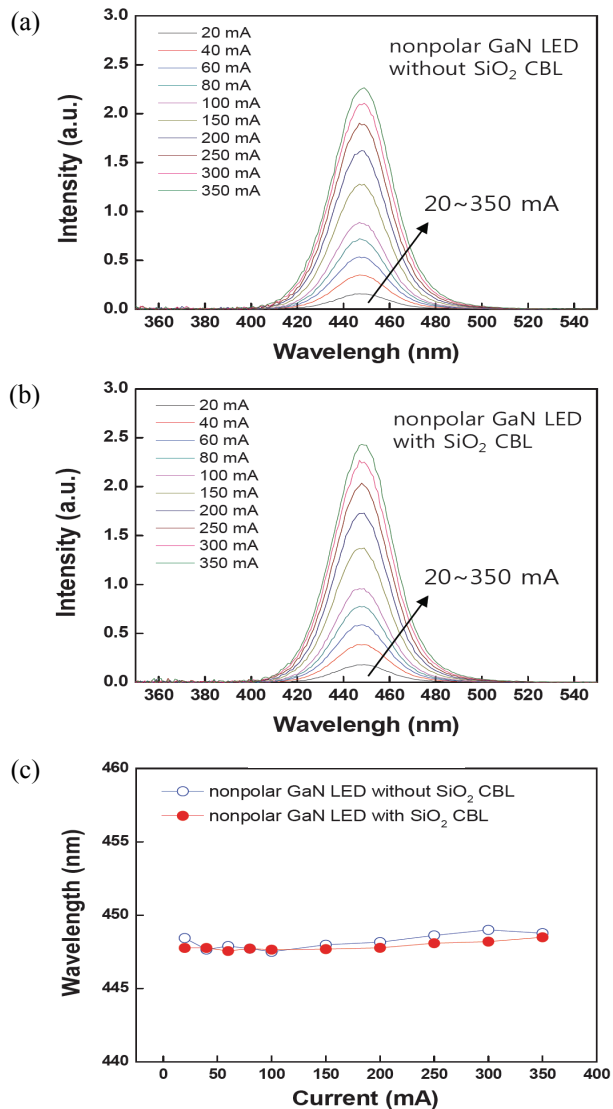 (a)
3.0
2.5
2.0
1.5
1.0
0.5
0.0
Intensity (a.u.)
20 mA
40 mA
60 mA
80 mA
100 mA
150 mA
200 mA
250 mA
300 mA
350 mA
nonpolar GaN LED
without SiO₂ CBL
20~350 mA
360 380 400 420 440 460 480 500 520 540
Wavelengh (nm)
(b)
3.0
2.5
2.0
1.5
1.0
0.5
0.0
Intensity (a.u.)
20 mA
40 mA
60 mA
80 mA
100 mA
150 mA
200 mA
250 mA
300 mA
350 mA
nonpolar GaN LED
with SiO₂ CBL
20~350 mA
360 380 400 420 440 460 480 500 520 540
Wavelengh (nm)
(c)
460
455
450
445
440
Wavelength (nm)
nonpolar GaN LED without SiO₂ CBL
nonpolar GaN LED with SiO₂ CBL
0 50 100 150 200 250 300 350 400
Current (mA)